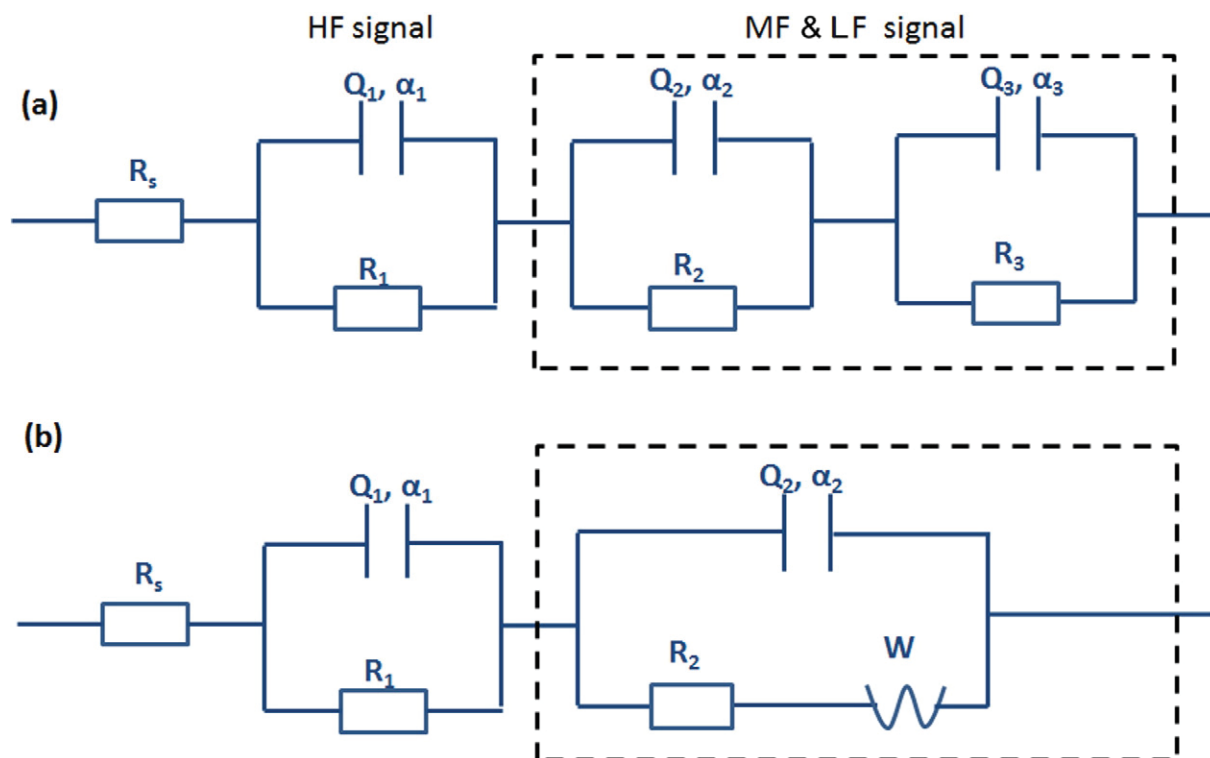 HF signal
MF & LF signal
(a)
Rₛ
Q₁, α₁
R₁
Q₂, α₂
R₂
Q₃, α₃
R₃
(b)
Rₛ
Q₁, α₁
R₁
Q₂, α₂
R₂
W